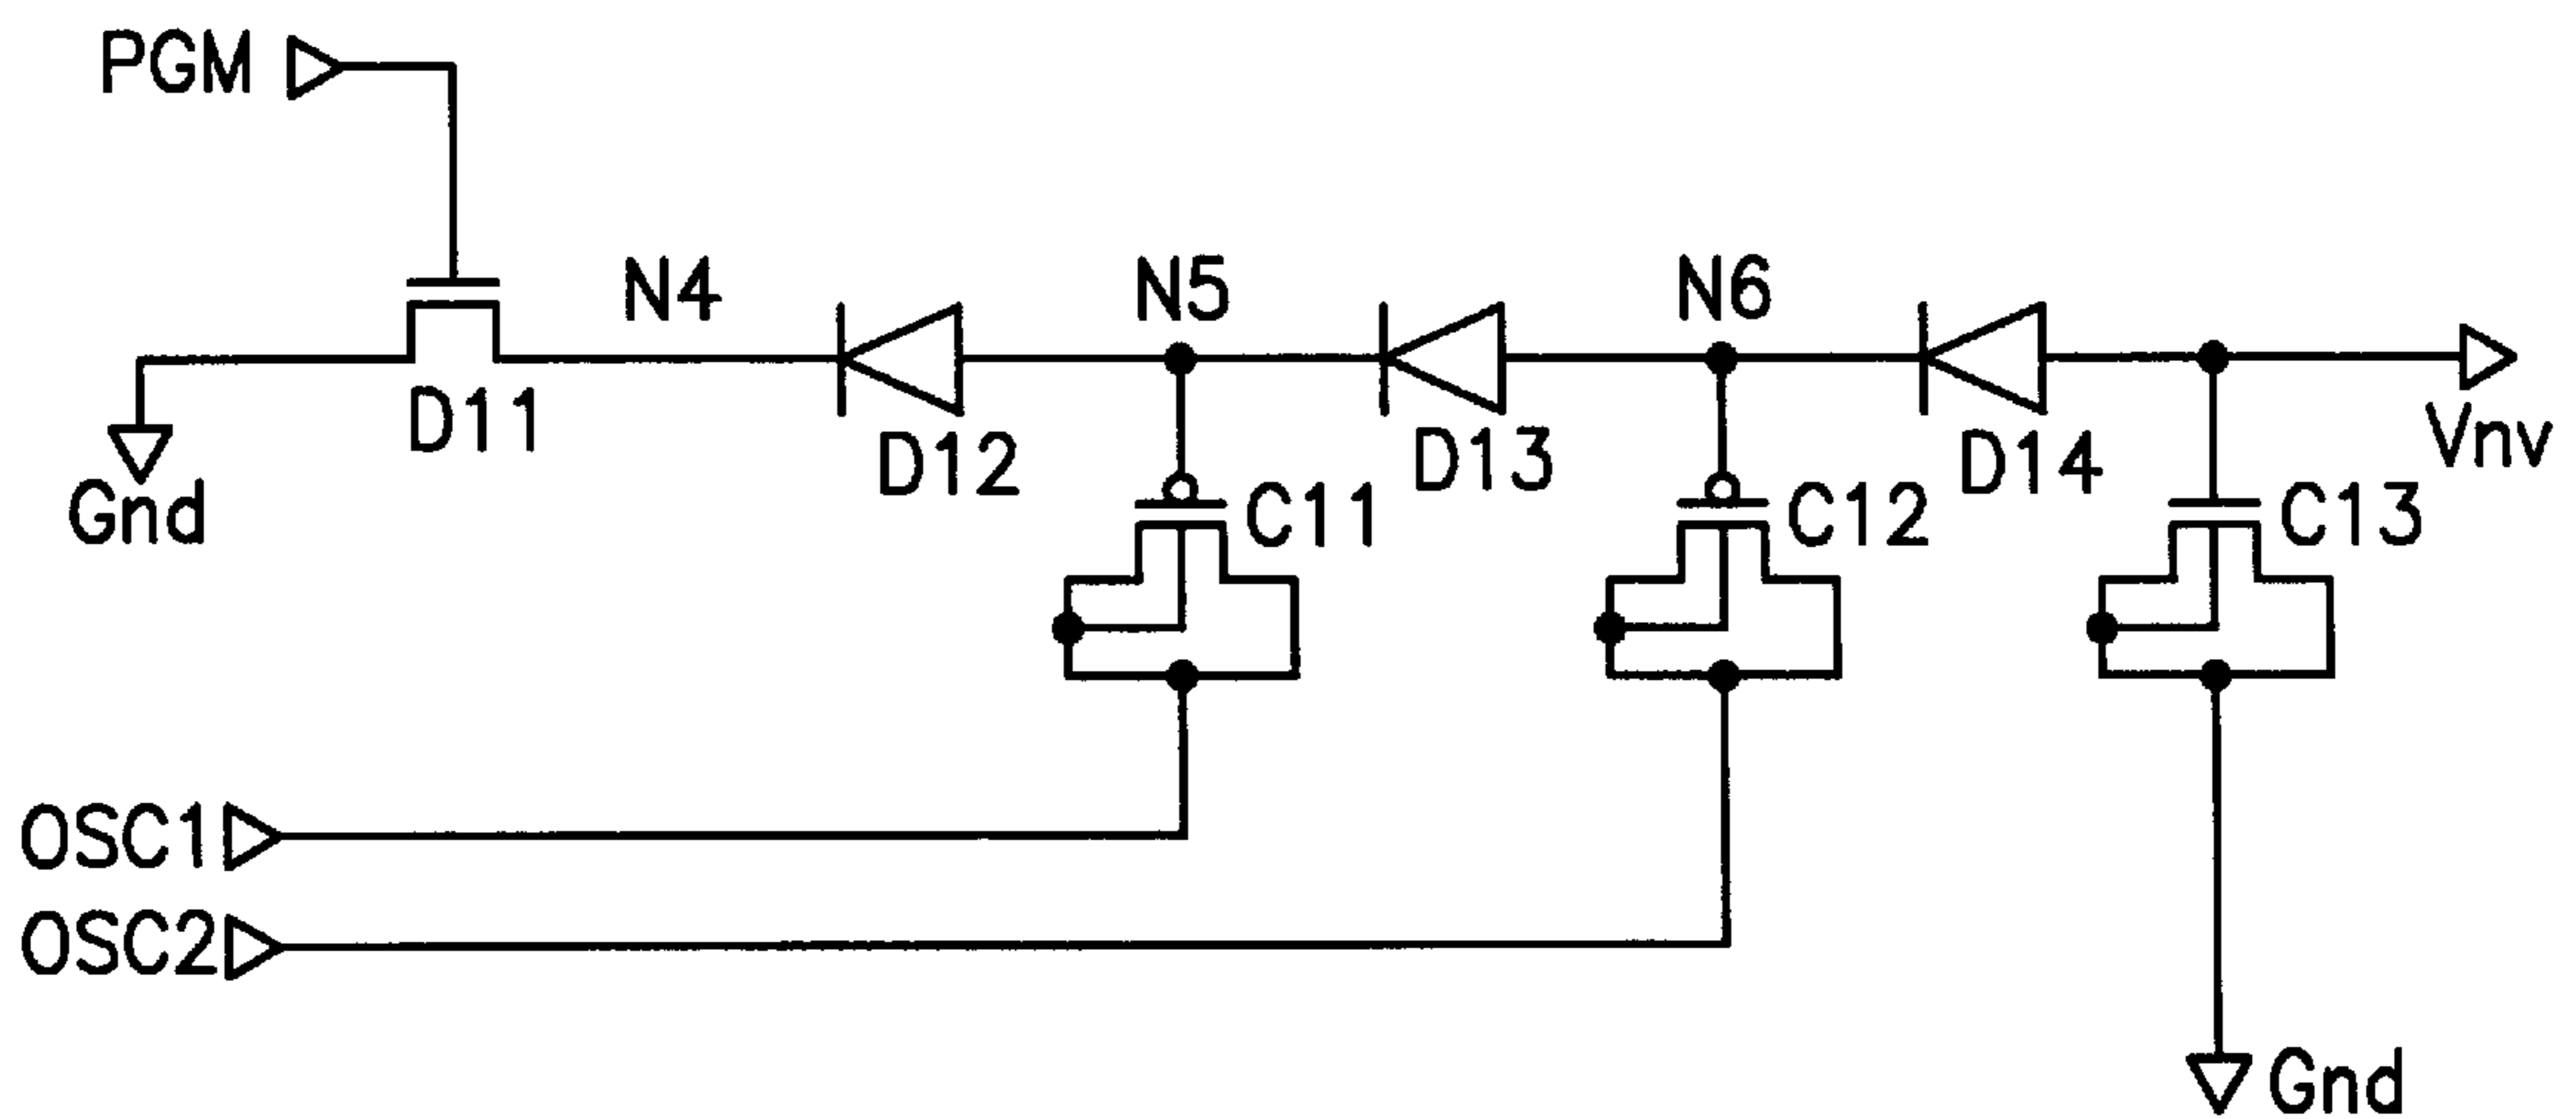 PGM
N4
N5
N6
D11
Gnd
D12
D13
D14
Vnv
C11
C12
C13
OSC1
OSC2
Gnd